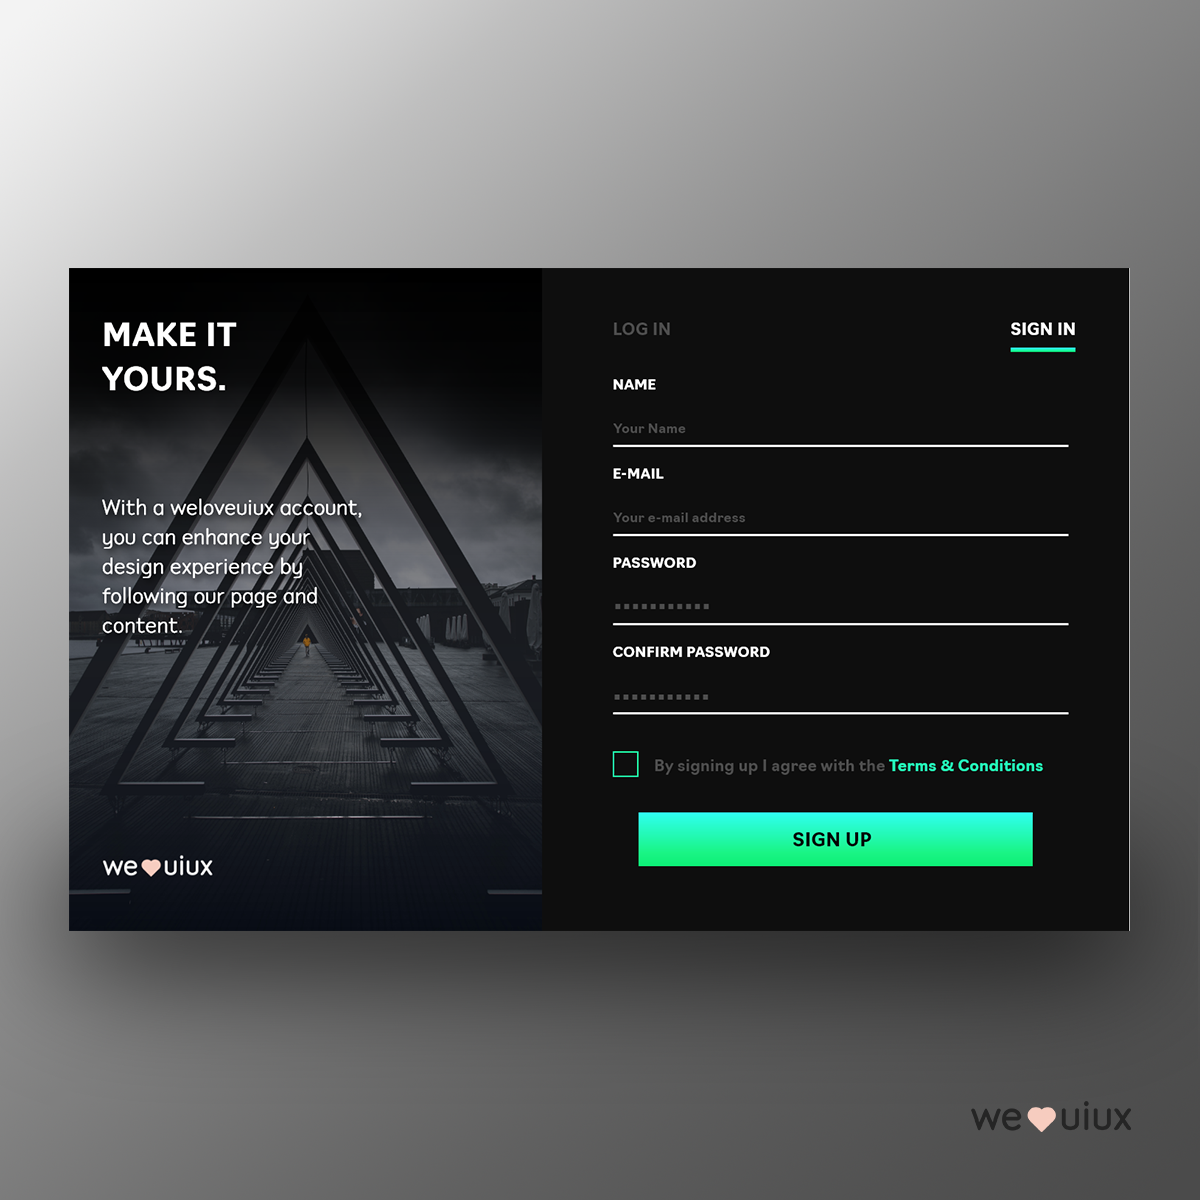 MAKE IT
YOURS.
With a weloveuiux account,
you can enhance your
design experience by
following our page and
content.
we uiux
LOG IN
SIGN IN
NAME
Your Name
E-MAIL
Your e-mail address
PASSWORD
CONFIRM PASSWORD
By signing up I agree with the Terms & Conditions
SIGN UP
we uiux